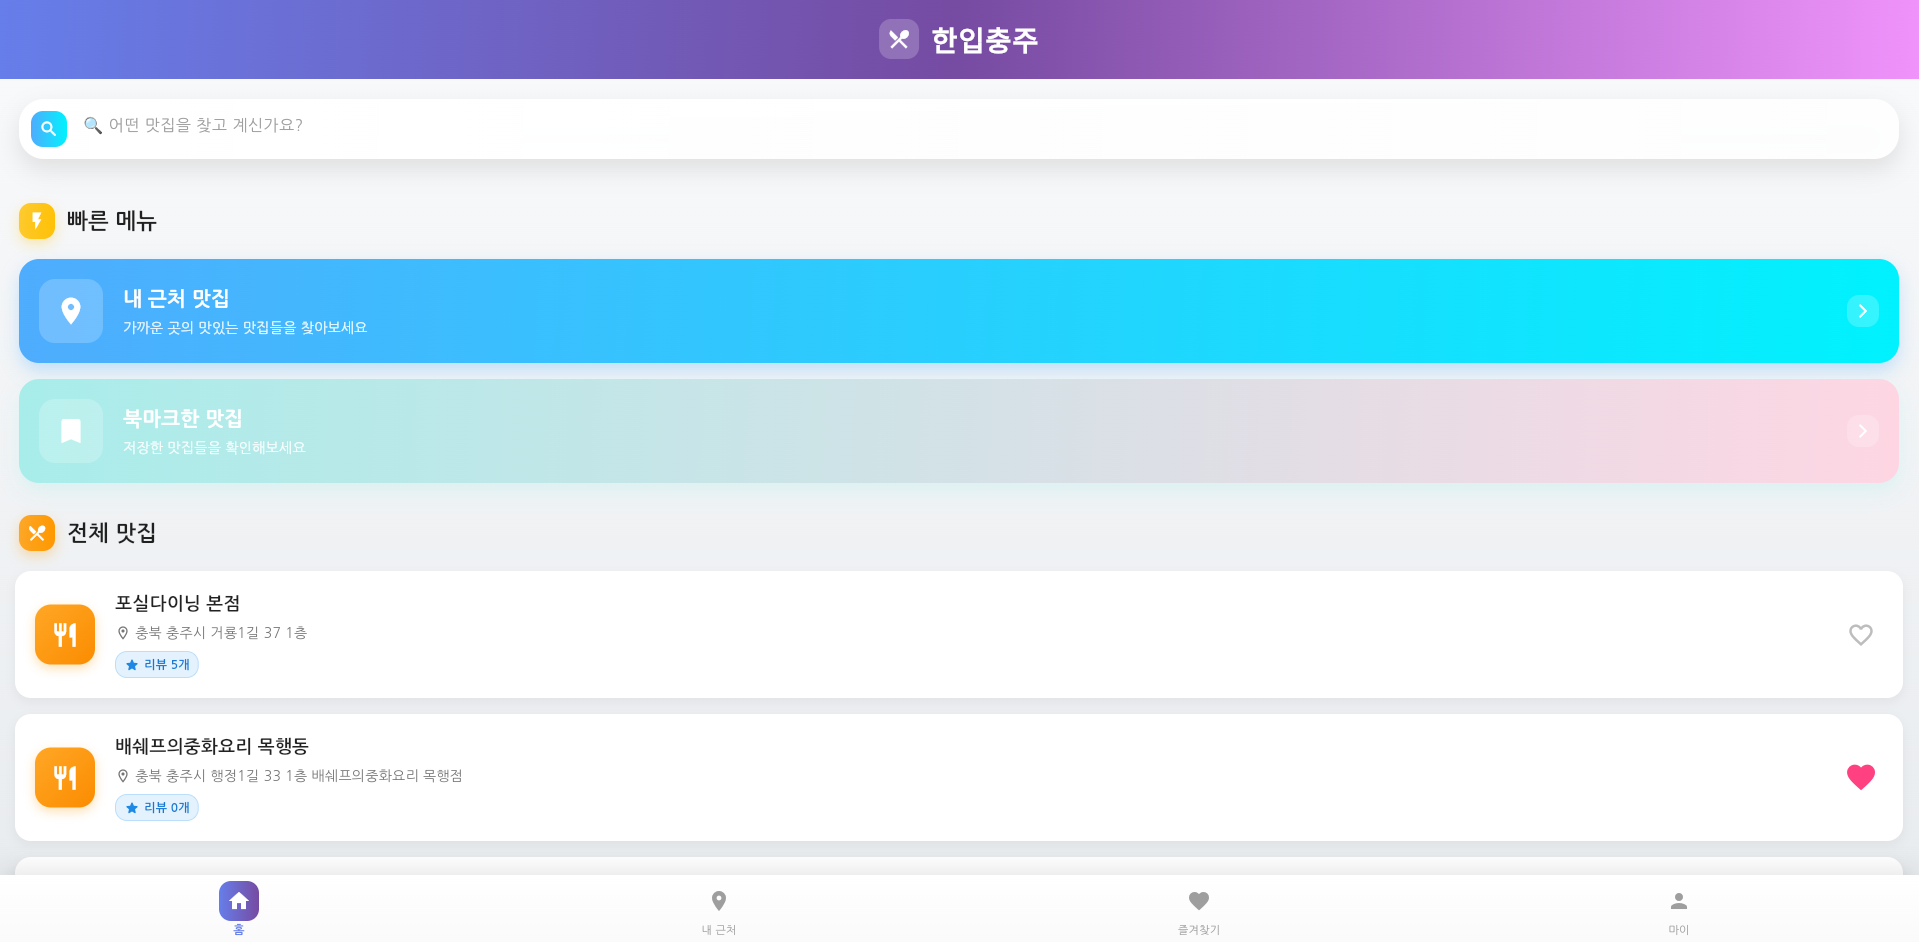 한입충주
🔍 어떤 맛집을 찾고 계신가요?
빠른 메뉴
내 근처 맛집
가까운 곳의 맛있는 맛집들을 찾아보세요
북마크한 맛집
저장한 맛집들을 확인해보세요
전체 맛집
포실다이닝 본점
충북 충주시 거룡1길 37 1층
리뷰 5개
배쉐프의중화요리 목행동
충북 충주시 행정1길 33 1층 배쉐프의중화요리 목행점
리뷰 0개
홈
내 근처
즐겨찾기
마이